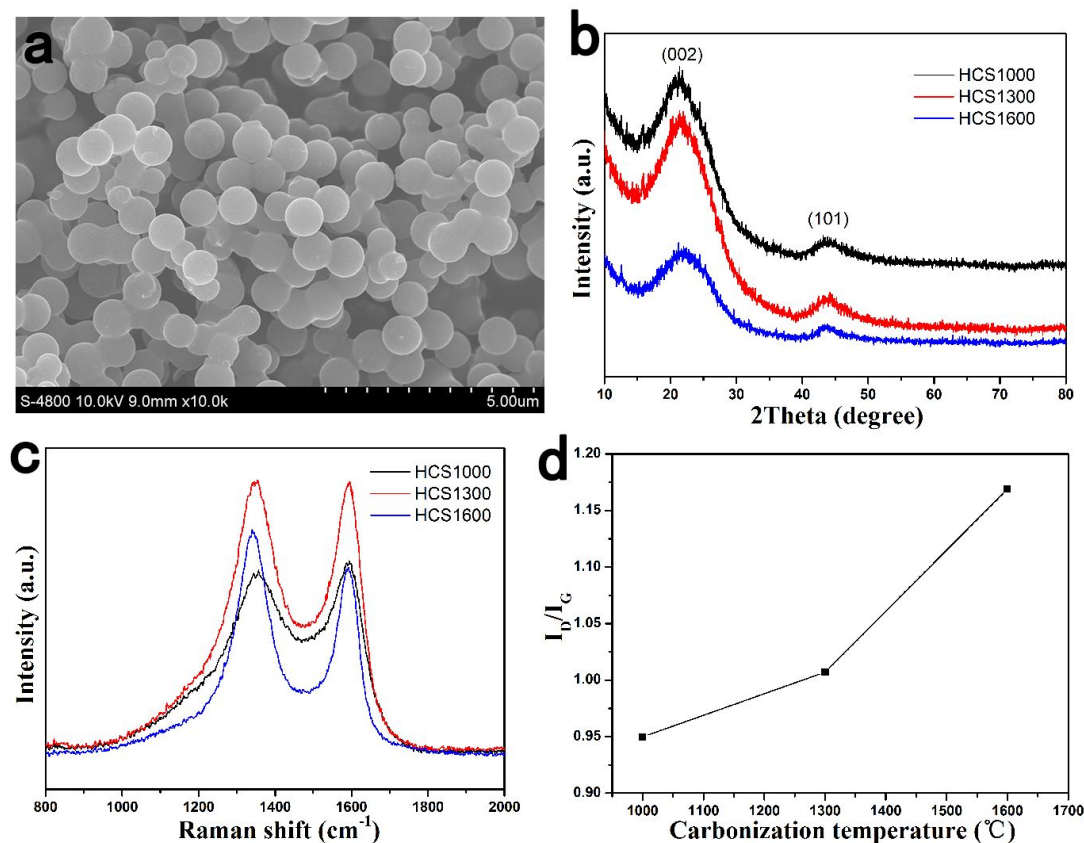 a
S-4800 10.0kV 9.0mm x10.0k 5.00um
b
(002)
(101)
HCS1000
HCS1300
HCS1600
Intensity (a.u.)
10 20 30 40 50 60 70 80
2Theta (degree)
c
HCS1000
HCS1300
HCS1600
Intensity (a.u.)
800 1000 1200 1400 1600 1800 2000
Raman shift (cm⁻¹)
d
1.20
1.15
1.10
1.05
1.00
0.95
0.90
I_D/I_G
1000 1100 1200 1300 1400 1500 1600 1700
Carbonization temperature (℃)